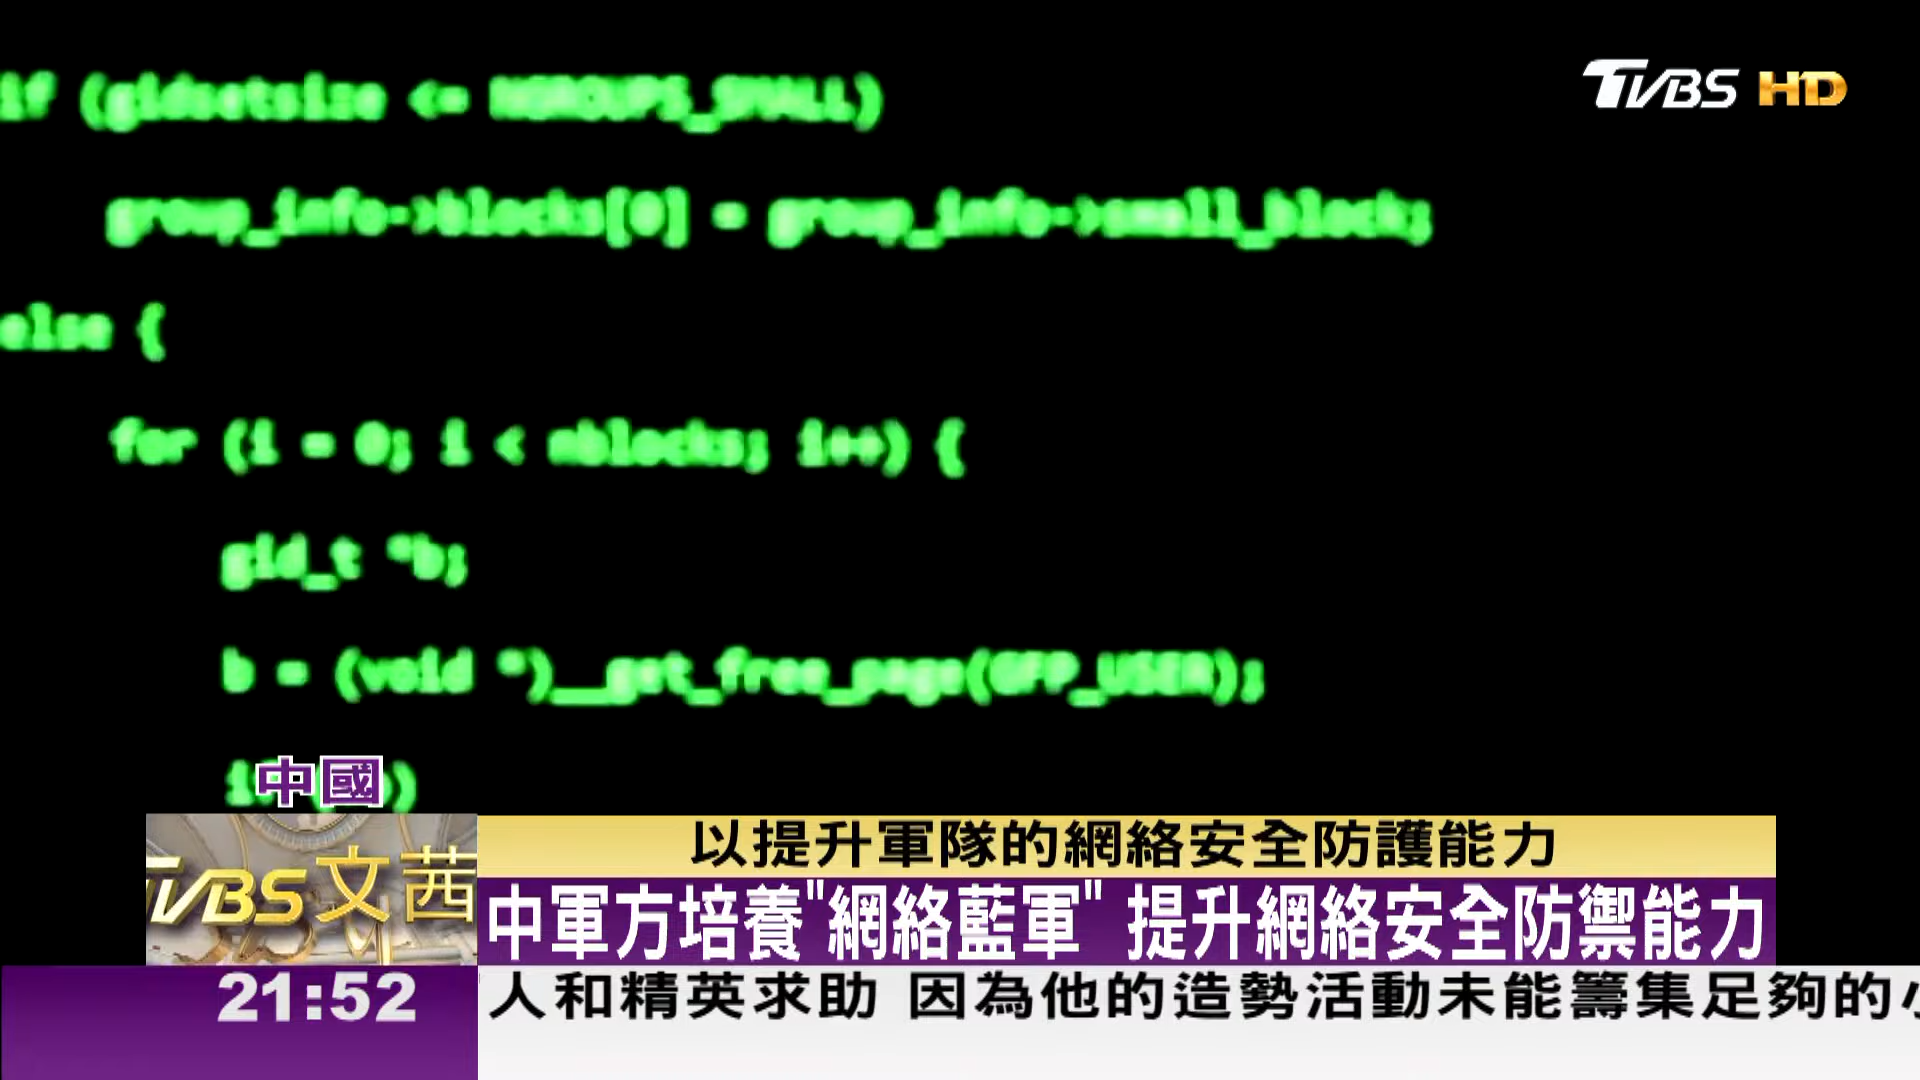 TVBS HD
if (gidsetsize <= NGROUPS_SMALL)
group_info->blocks[0] = group_info->small_block;
else {
for (i = 0; i < nblocks; i++) {
gid_t *b;
b = (void *)__get_free_page(GFP_USER);
中國
以提升軍隊的網絡安全防護能力
TVBS 文茜
中軍方培養"網絡藍軍" 提升網絡安全防禦能力
21:52
人和精英求助 因為他的造勢活動未能籌集足夠的小